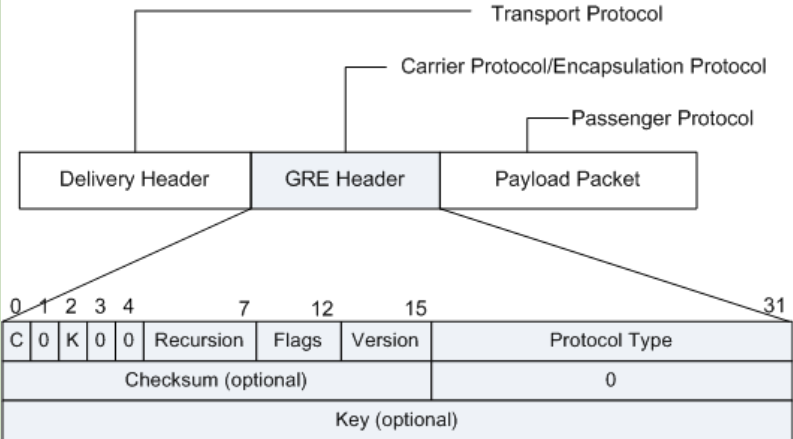 Transport Protocol
Carrier Protocol/Encapsulation Protocol
Passenger Protocol
Delivery Header GRE Header Payload Packet
0 1 2 3 4 7 12 15 31
C 0 K 0 0 Recursion Flags Version Protocol Type
Checksum (optional) 0
Key (optional)